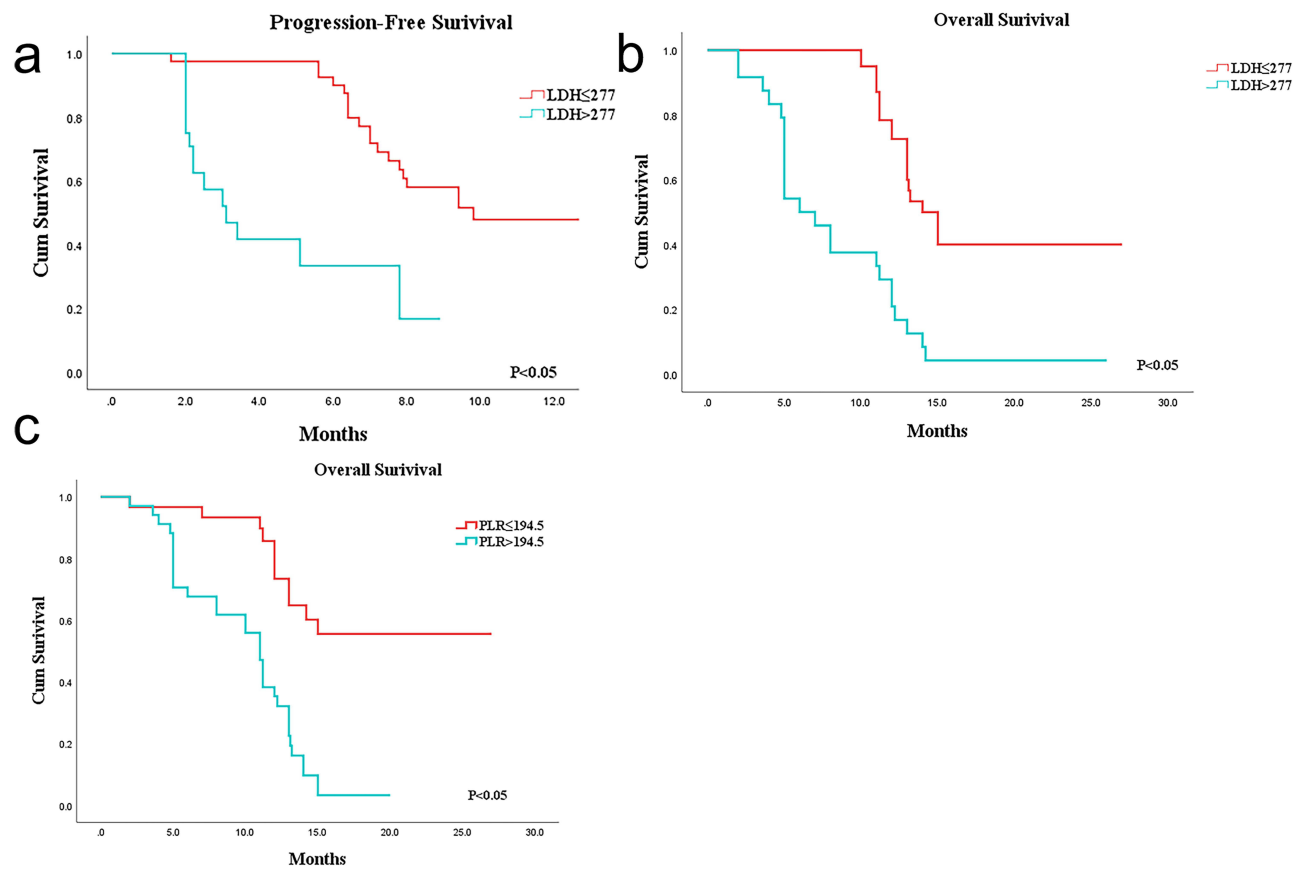 a
Progression-Free Surivival
1.0
0.8
0.6
0.4
0.2
0.0
Cum Surivival
LDH≤277
LDH>277
P<0.05
.0 2.0 4.0 6.0 8.0 10.0 12.0
Months
b
Overall Surivival
1.0
0.8
0.6
0.4
0.2
0.0
Cum Surivival
LDH≤277
LDH>277
P<0.05
.0 5.0 10.0 15.0 20.0 25.0 30.0
Months
c
Overall Surivival
1.0
0.8
0.6
0.4
0.2
0.0
Cum Surivival
PLR≤194.5
PLR>194.5
P<0.05
.0 5.0 10.0 15.0 20.0 25.0 30.0
Months